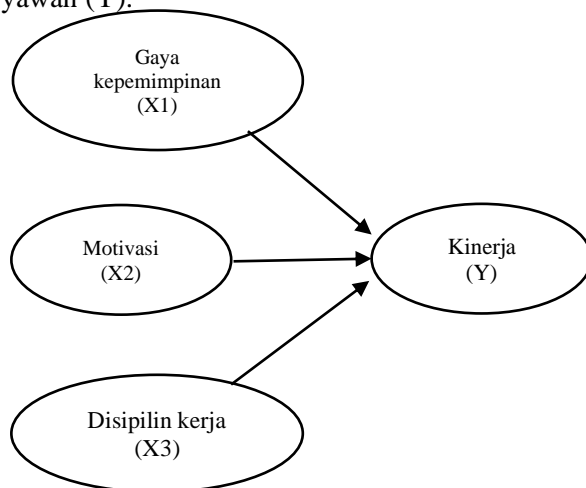 yawan (Y).
Gaya
kepemimpinan
(X1)
Motivasi
(X2)
Kinerja
(Y)
Disipilin kerja
(X3)